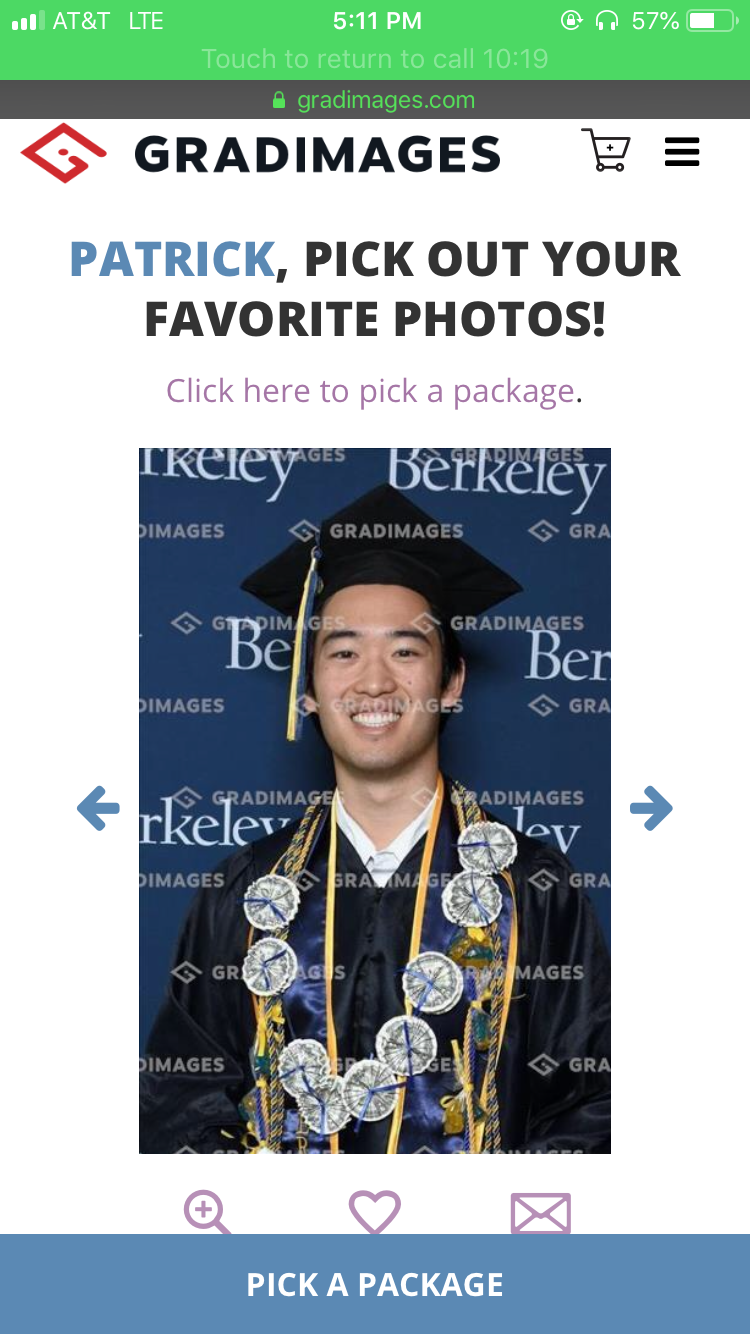 AT&T LTE 5:11 PM 57%
Touch to return to call 10:19
gradimages.com
GRADIMAGES
PATRICK, PICK OUT YOUR
FAVORITE PHOTOS!
Click here to pick a package.
rkeley Berkeley
GRADIMAGES GRADIMAGES
DIMAGES GRADIMAGES GRA
GRADIMAGES GRADIMAGES
Be Ber
DIMAGES GRADIMAGES GRA
GRADIMAGES GRADIMAGES
rkeley ley
DIMAGES GRADIMAGES GRA
GRADIMAGES GRADIMAGES
DIMAGES GRADIMAGES GRA
PICK A PACKAGE